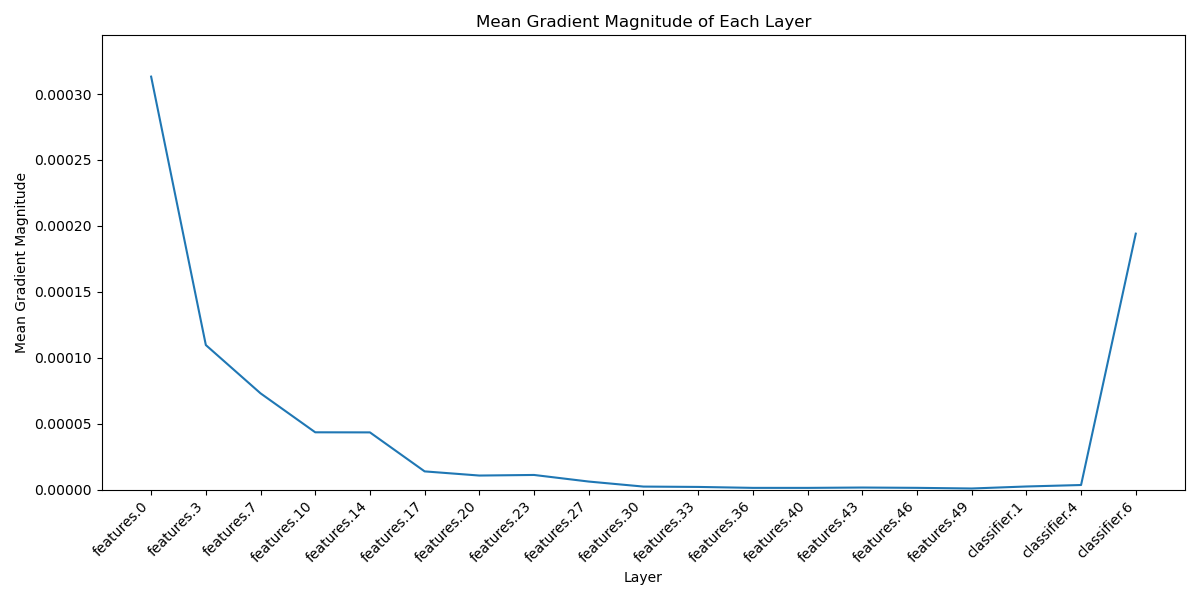 Mean Gradient Magnitude of Each Layer
Mean Gradient Magnitude
0.00030
0.00025
0.00020
0.00015
0.00010
0.00005
0.00000
features.0
features.3
features.7
features.10
features.14
features.17
features.20
features.23
features.27
features.30
features.33
features.36
features.40
features.43
features.46
features.49
classifier.1
classifier.4
classifier.6
Layer